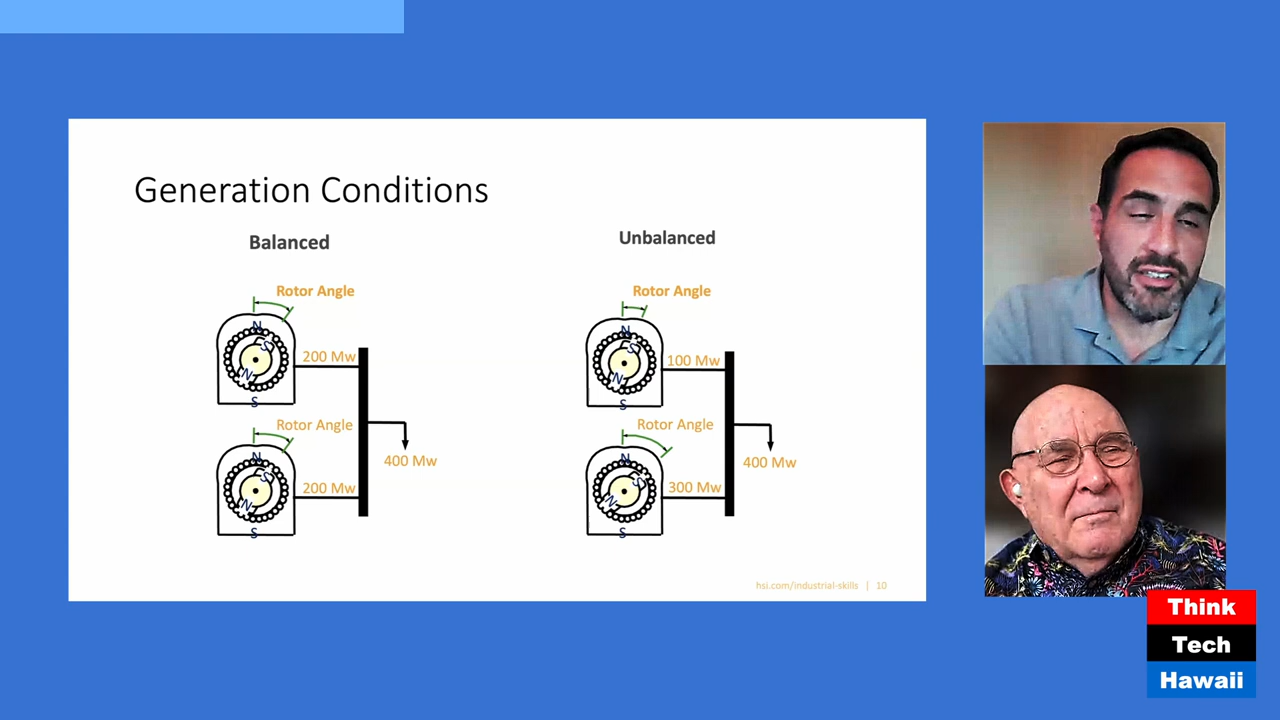 Generation Conditions
Balanced
Unbalanced
Rotor Angle
Rotor Angle
N
N
S
S
200 Mw
100 Mw
N
N
S
S
Rotor Angle
Rotor Angle
400 Mw
400 Mw
N
N
S
S
200 Mw
300 Mw
N
N
S
S
hsi.com/industrial-skills | 10
Think
Tech
Hawaii